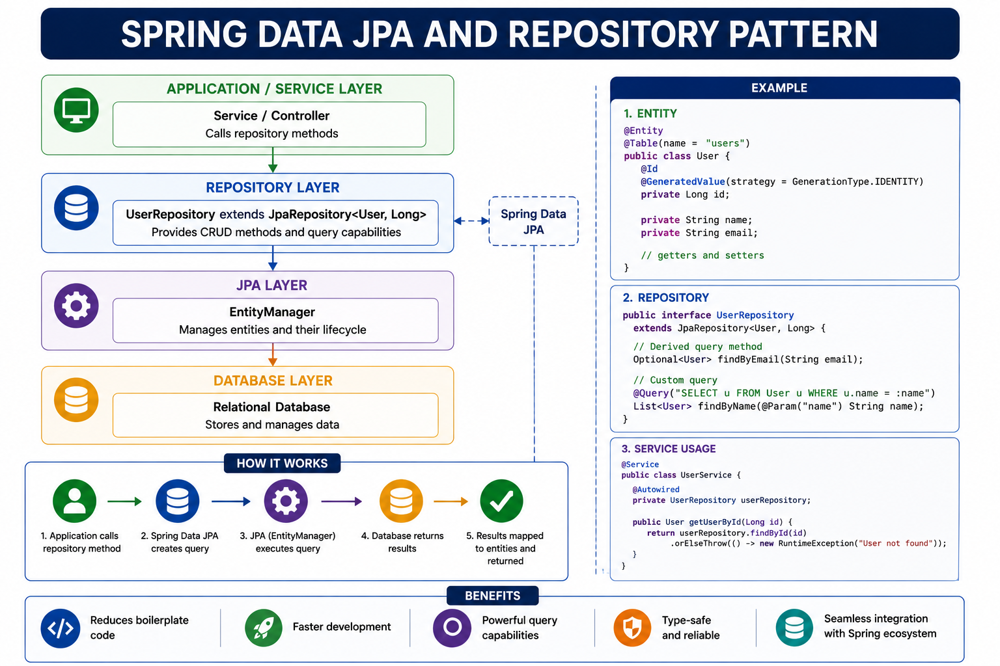 SPRING DATA JPA AND REPOSITORY PATTERN
APPLICATION / SERVICE LAYER
Service / Controller
Calls repository methods
REPOSITORY LAYER
UserRepository extends JpaRepository<User, Long>
Provides CRUD methods and query capabilities
Spring Data
JPA
JPA LAYER
EntityManager
Manages entities and their lifecycle
DATABASE LAYER
Relational Database
Stores and manages data
HOW IT WORKS
1. Application calls
repository method
2. Spring Data JPA
creates query
3. JPA (EntityManager)
executes query
4. Database returns
results
5. Results mapped
to entities and
returned
EXAMPLE
1. ENTITY
@Entity
@Table(name = "users")
public class User {
@Id
@GeneratedValue(strategy = GenerationType.IDENTITY)
private Long id;
private String name;
private String email;
// getters and setters
}
2. REPOSITORY
public interface UserRepository
extends JpaRepository<User, Long> {
// Derived query method
Optional<User> findByEmail(String email);
// Custom query
@Query("SELECT u FROM User u WHERE u.name = :name")
List<User> findByName(@Param("name") String name);
}
3. SERVICE USAGE
@Service
public class UserService {
@Autowired
private UserRepository userRepository;
public User getUserById(Long id) {
return userRepository.findById(id)
.orElseThrow(() -> new RuntimeException("User not found"));
}
}
BENEFITS
Reduces boilerplate
code
Faster development
Powerful query
capabilities
Type-safe
and reliable
Seamless integration
with Spring ecosystem